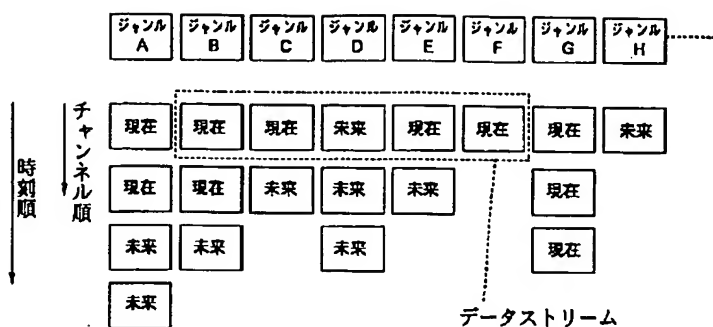 ジャンル
A
ジャンル
B
ジャンル
C
ジャンル
D
ジャンル
E
ジャンル
F
ジャンル
G
ジャンル
H
時刻順
チャンネル順
現在 現在 現在 未来 現在 現在 現在 未来
現在 現在 未来 未来 未来 現在
未来 未来 未来 現在
未来
データストリーム